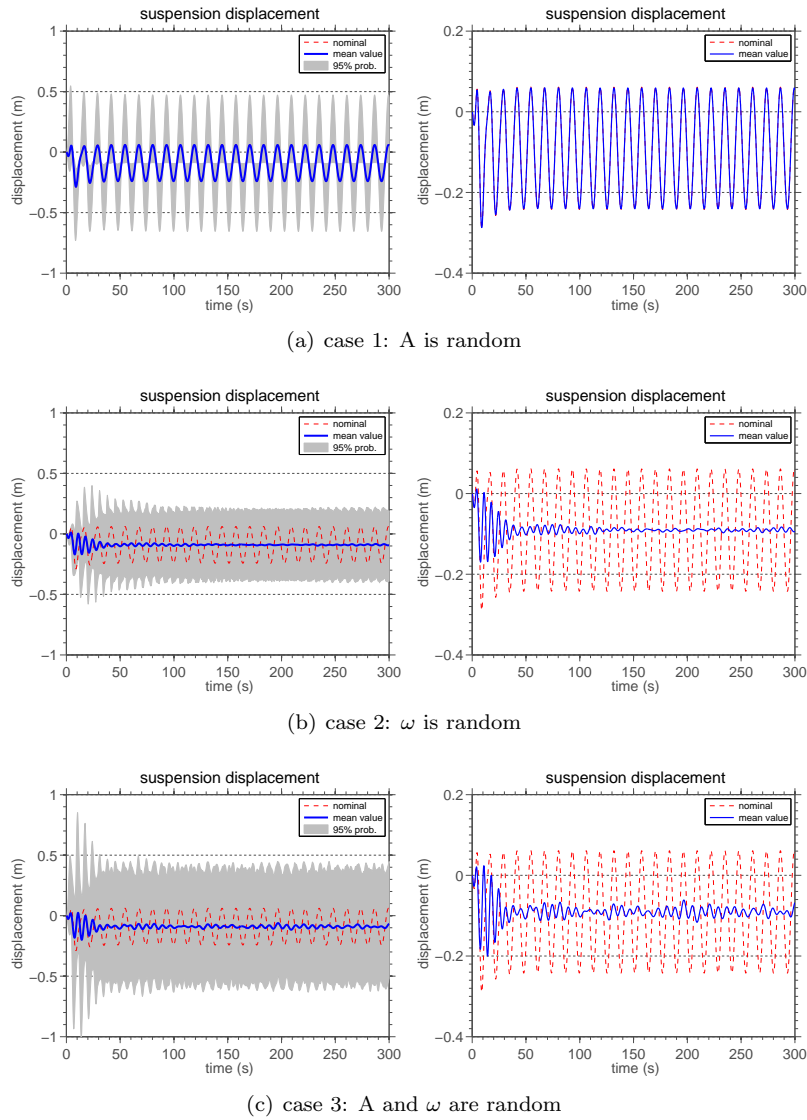 suspension displacement
1
0.5
0
−0.5
−1
displacement (m)
nominal
mean value
95% prob.
0 50 100 150 200 250 300
time (s)
suspension displacement
0.2
0
−0.2
−0.4
displacement (m)
nominal
mean value
0 50 100 150 200 250 300
time (s)
(a) case 1: A is random
suspension displacement
1
0.5
0
−0.5
−1
displacement (m)
nominal
mean value
95% prob.
0 50 100 150 200 250 300
time (s)
suspension displacement
0.2
0
−0.2
−0.4
displacement (m)
nominal
mean value
0 50 100 150 200 250 300
time (s)
(b) case 2: ω is random
suspension displacement
1
0.5
0
−0.5
−1
displacement (m)
nominal
mean value
95% prob.
0 50 100 150 200 250 300
time (s)
suspension displacement
0.2
0
−0.2
−0.4
displacement (m)
nominal
mean value
0 50 100 150 200 250 300
time (s)
(c) case 3: A and ω are random